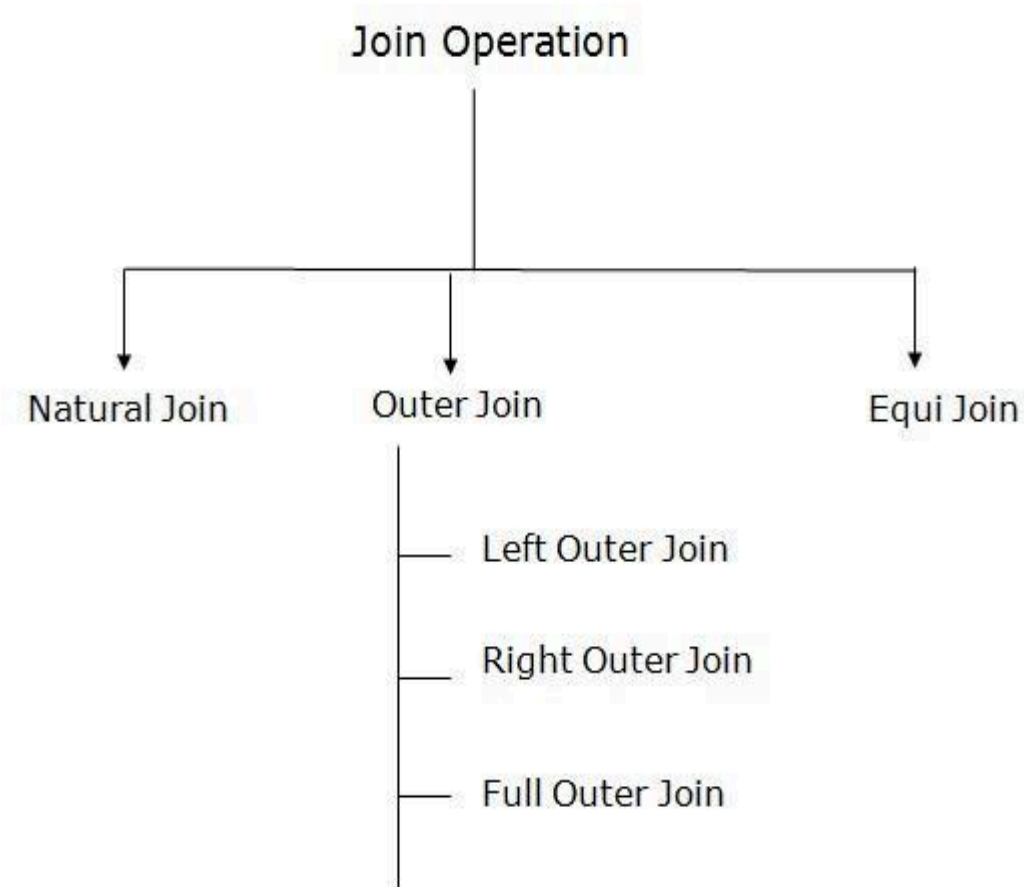 Join Operation
Natural Join
Outer Join
Equi Join
Left Outer Join
Right Outer Join
Full Outer Join